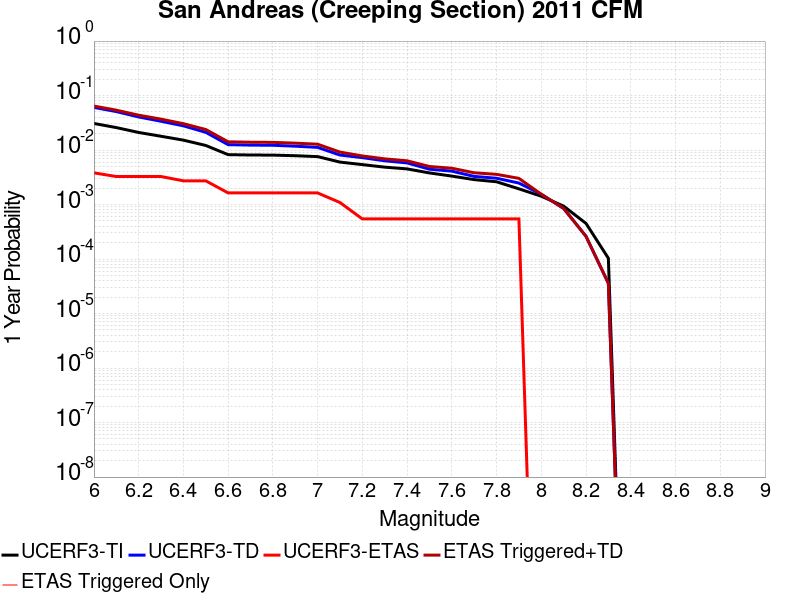 San Andreas (Creeping Section) 2011 CFM
1 Year Probability
10^0
10^-1
10^-2
10^-3
10^-4
10^-5
10^-6
10^-7
10^-8
6 6.2 6.4 6.6 6.8 7 7.2 7.4 7.6 7.8 8 8.2 8.4 8.6 8.8 9
Magnitude
UCERF3-TI UCERF3-TD UCERF3-ETAS ETAS Triggered+TD
ETAS Triggered Only